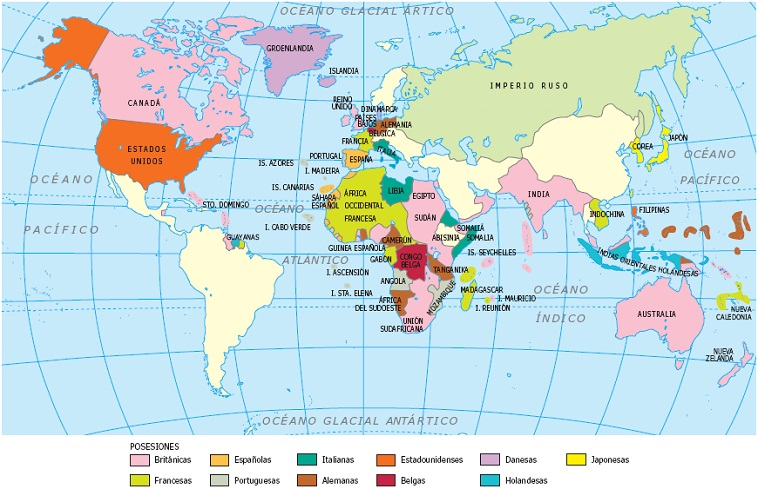 OCÉANO GLACIAL ÁRTICO
GROENLANDIA
ISLANDIA
IMPERIO RUSO
CANADÁ
REINO
UNIDO
DINAMARCA
PAÍSES
BAJOS
ALEMANIA
BÉLGICA
FRANCIA
ITALIA
ESTADOS
UNIDOS
PORTUGAL
ESPAÑA
COREA
JAPÓN
IS. AZORES
I. MADEIRA
OCÉANO
PACÍFICO
OCÉANO
PACÍFICO
IS. CANARIAS
SÁHARA
ESPAÑOL
ÁFRICA
OCCIDENTAL
FRANCESA
LIBIA
EGIPTO
INDIA
STO. DOMINGO
OCÉANO
ATLÁNTICO
I. CABO VERDE
SUDÁN
INDOCHINA
FILIPINAS
GUAYANAS
GUINEA ESPAÑOLA
CAMERÚN
ABISINIA
SOMALIÁ
SOMALIA
GABÓN
CONGO
BELGA
IS. SEYCHELLES
INDIAS ORIENTALES HOLANDESAS
I. ASCENSIÓN
TANGANIKA
ANGOLA
I. STA. ELENA
ÁFRICA
DEL SUDOESTE
MOZAMBIQUE
MADAGASCAR
I. MAURICIO
I. REUNIÓN
OCÉANO
ÍNDICO
UNIÓN
SUDAFRICANA
AUSTRALIA
NUEVA
CALEDONIA
NUEVA
ZELANDA
OCÉANO GLACIAL ANTÁRTICO
POSESIONES
Británicas
Españolas
Italianas
Estadounidenses
Danesas
Japonesas
Francesas
Portuguesas
Alemanas
Belgas
Holandesas